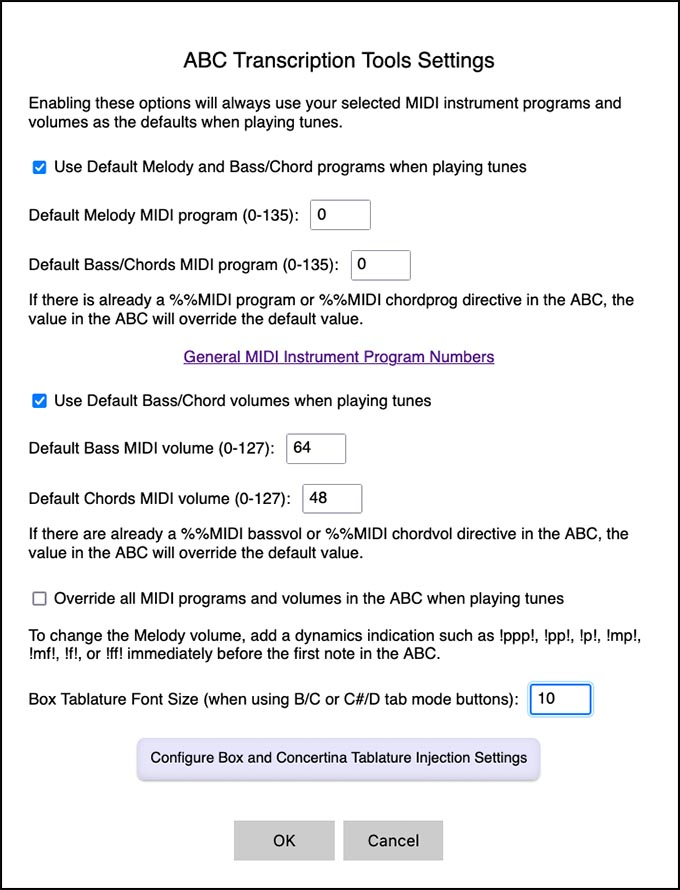 ABC Transcription Tools Settings
Enabling these options will always use your selected MIDI instrument programs and
volumes as the defaults when playing tunes.
Use Default Melody and Bass/Chord programs when playing tunes
Default Melody MIDI program (0-135): 0
Default Bass/Chords MIDI program (0-135): 0
If there is already a %%MIDI program or %%MIDI chordprog directive in the ABC, the
value in the ABC will override the default value.
General MIDI Instrument Program Numbers
Use Default Bass/Chord volumes when playing tunes
Default Bass MIDI volume (0-127): 64
Default Chords MIDI volume (0-127): 48
If there are already a %%MIDI bassvol or %%MIDI chordvol directive in the ABC, the
value in the ABC will override the default value.
Override all MIDI programs and volumes in the ABC when playing tunes
To change the Melody volume, add a dynamics indication such as !ppp!, !pp!, !p!, !mp!,
!mf!, !f!, or !ff! immediately before the first note in the ABC.
Box Tablature Font Size (when using B/C or C#/D tab mode buttons): 10
Configure Box and Concertina Tablature Injection Settings
OK Cancel